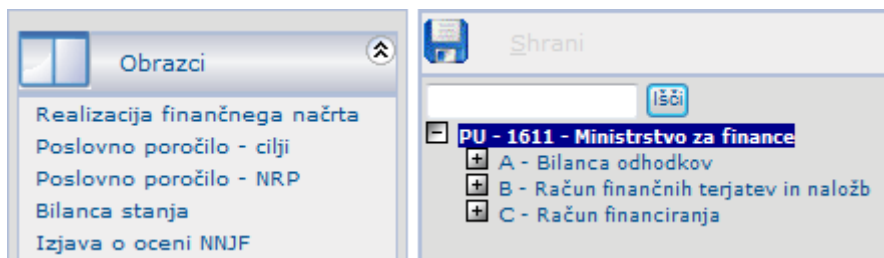 Obrazci
Realizacija finančnega načrta
Poslovno poročilo - cilji
Poslovno poročilo - NRP
Bilanca stanja
Izjava o oceni NNJF
Shrani
Išči
PU - 1611 - Ministrstvo za finance
A - Bilanca odhodkov
B - Račun finančnih terjatev in naložb
C - Račun financiranja